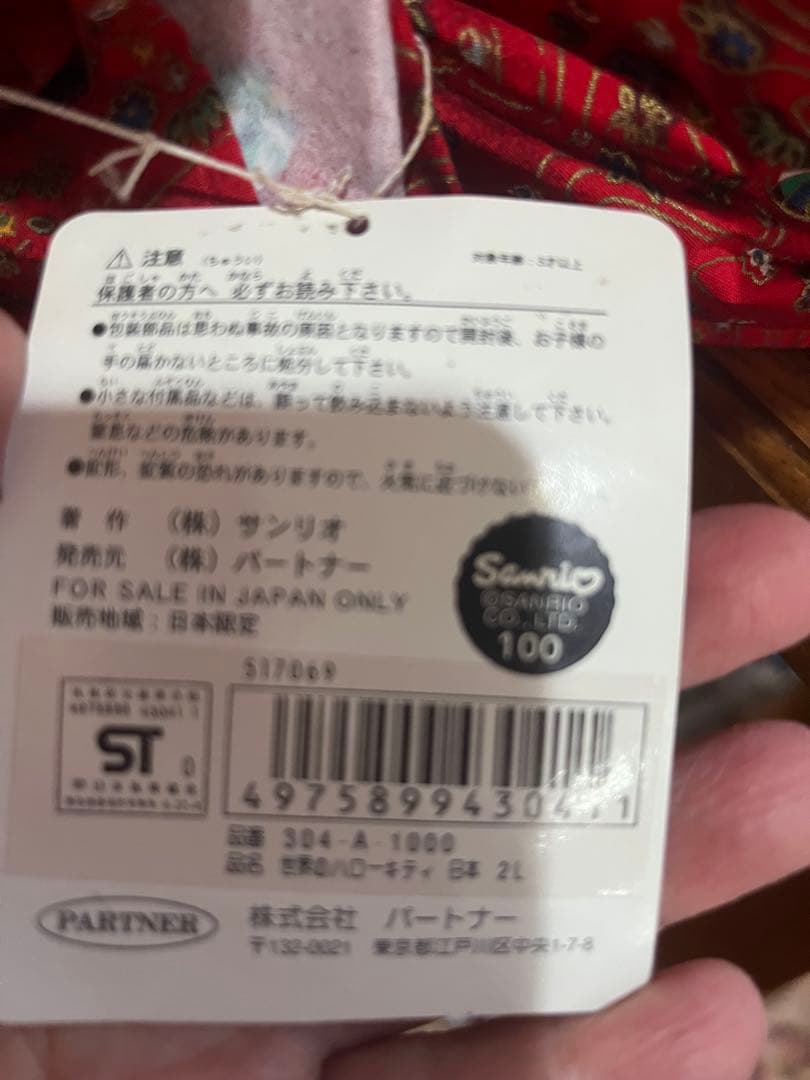 ⚠ 注意 (ちゅうい) 対象年齢：3才以上
保護者の方へ 必ずお読み下さい。
●包装部品は思わぬ事故の原因となりますので開封後、お子様の
手の届かないところに処分して下さい。
●小さな付属品などは、誤って飲み込まないよう注意して下さい。
窒息などの危険があります。
●変形、変質の恐れがありますので、火気に近づけない
著 作 (株) サンリオ
発売元 (株) パートナー
FOR SALE IN JAPAN ONLY
販売地域：日本限定
Sanrio
©SANRIO
CO., LTD.
100
517069
ST
0
品番 304-A-1000
品名 世界のハローキティ 日本 2L
PARTNER 株式会社 パートナー
〒132-0021 東京都江戸川区中央1-7-8